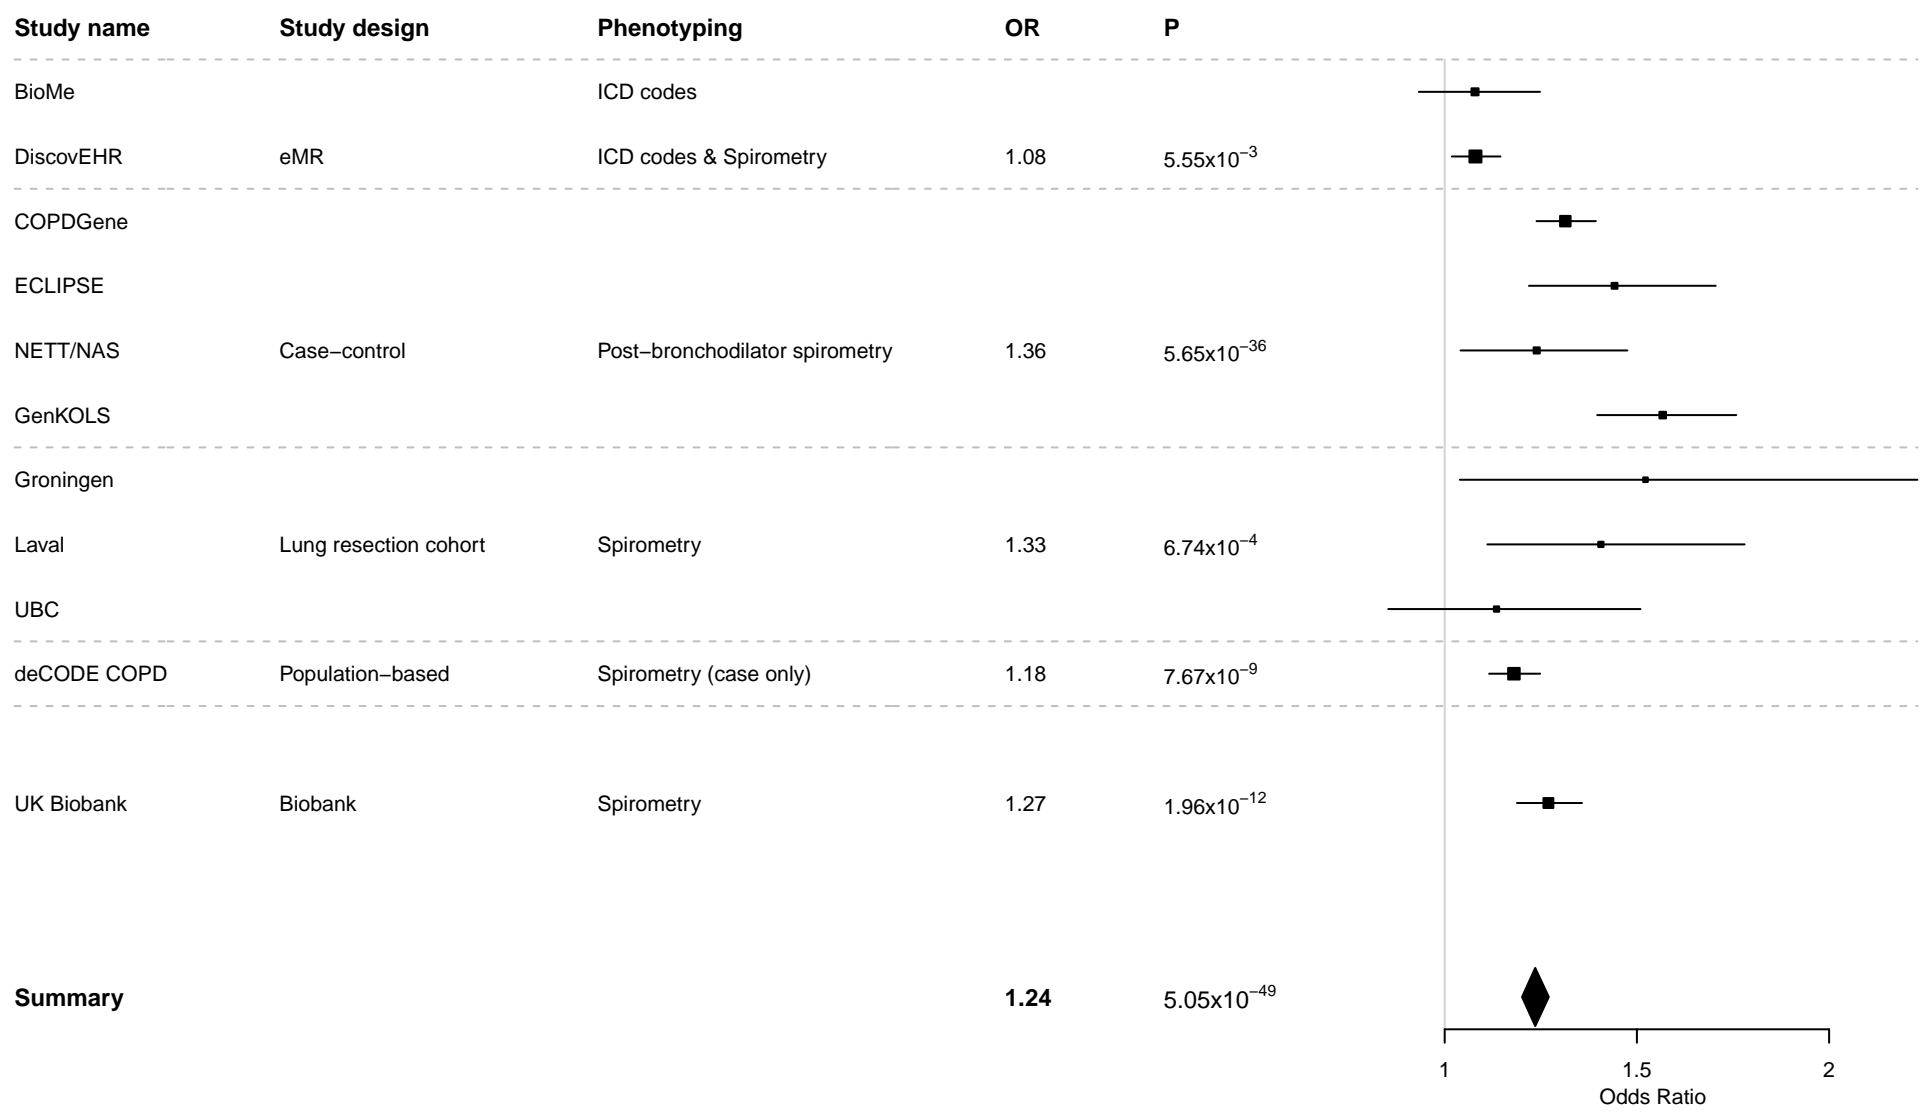 Study name Study design Phenotyping OR P
BioMe ICD codes
DiscovEHR eMR ICD codes & Spirometry 1.08 5.55x10⁻³
COPDGene
ECLIPSE
NETT/NAS Case−control Post−bronchodilator spirometry 1.36 5.65x10⁻³⁶
GenKOLS
Groningen
Laval Lung resection cohort Spirometry 1.33 6.74x10⁻⁴
UBC
deCODE COPD Population−based Spirometry (case only) 1.18 7.67x10⁻⁹
UK Biobank Biobank Spirometry 1.27 1.96x10⁻¹²
Summary 1.24 5.05x10⁻⁴⁹
1 1.5 2
Odds Ratio